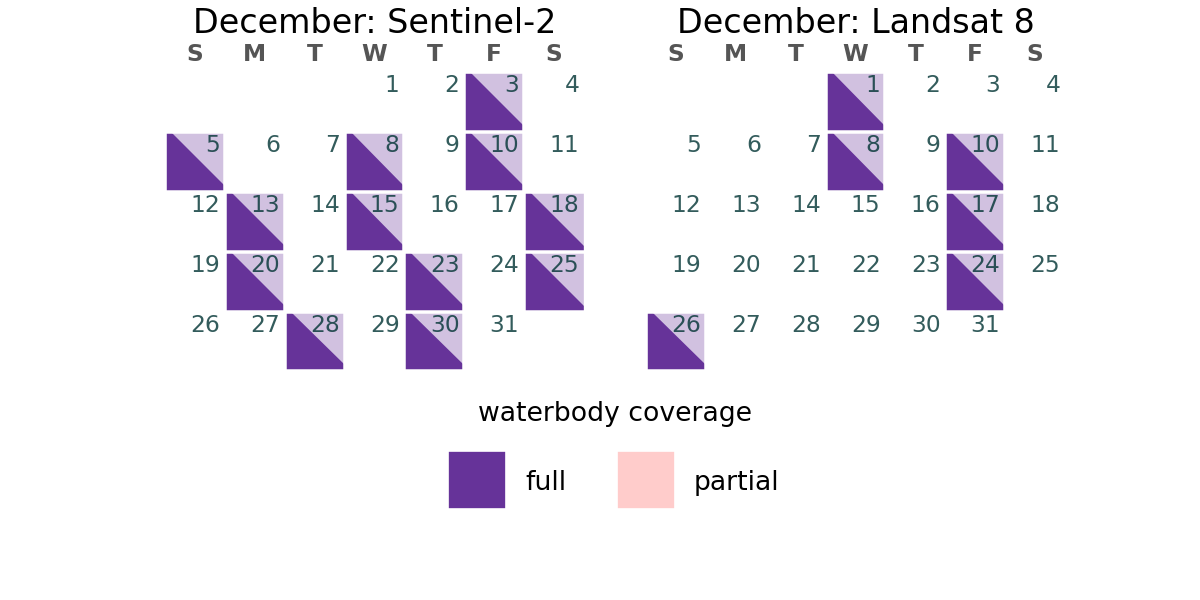 December: Sentinel-2
S M T W T F S
1 2 3 4
5 6 7 8 9 10 11
12 13 14 15 16 17 18
19 20 21 22 23 24 25
26 27 28 29 30 31
December: Landsat 8
S M T W T F S
1 2 3 4
5 6 7 8 9 10 11
12 13 14 15 16 17 18
19 20 21 22 23 24 25
26 27 28 29 30 31
waterbody coverage
full
partial